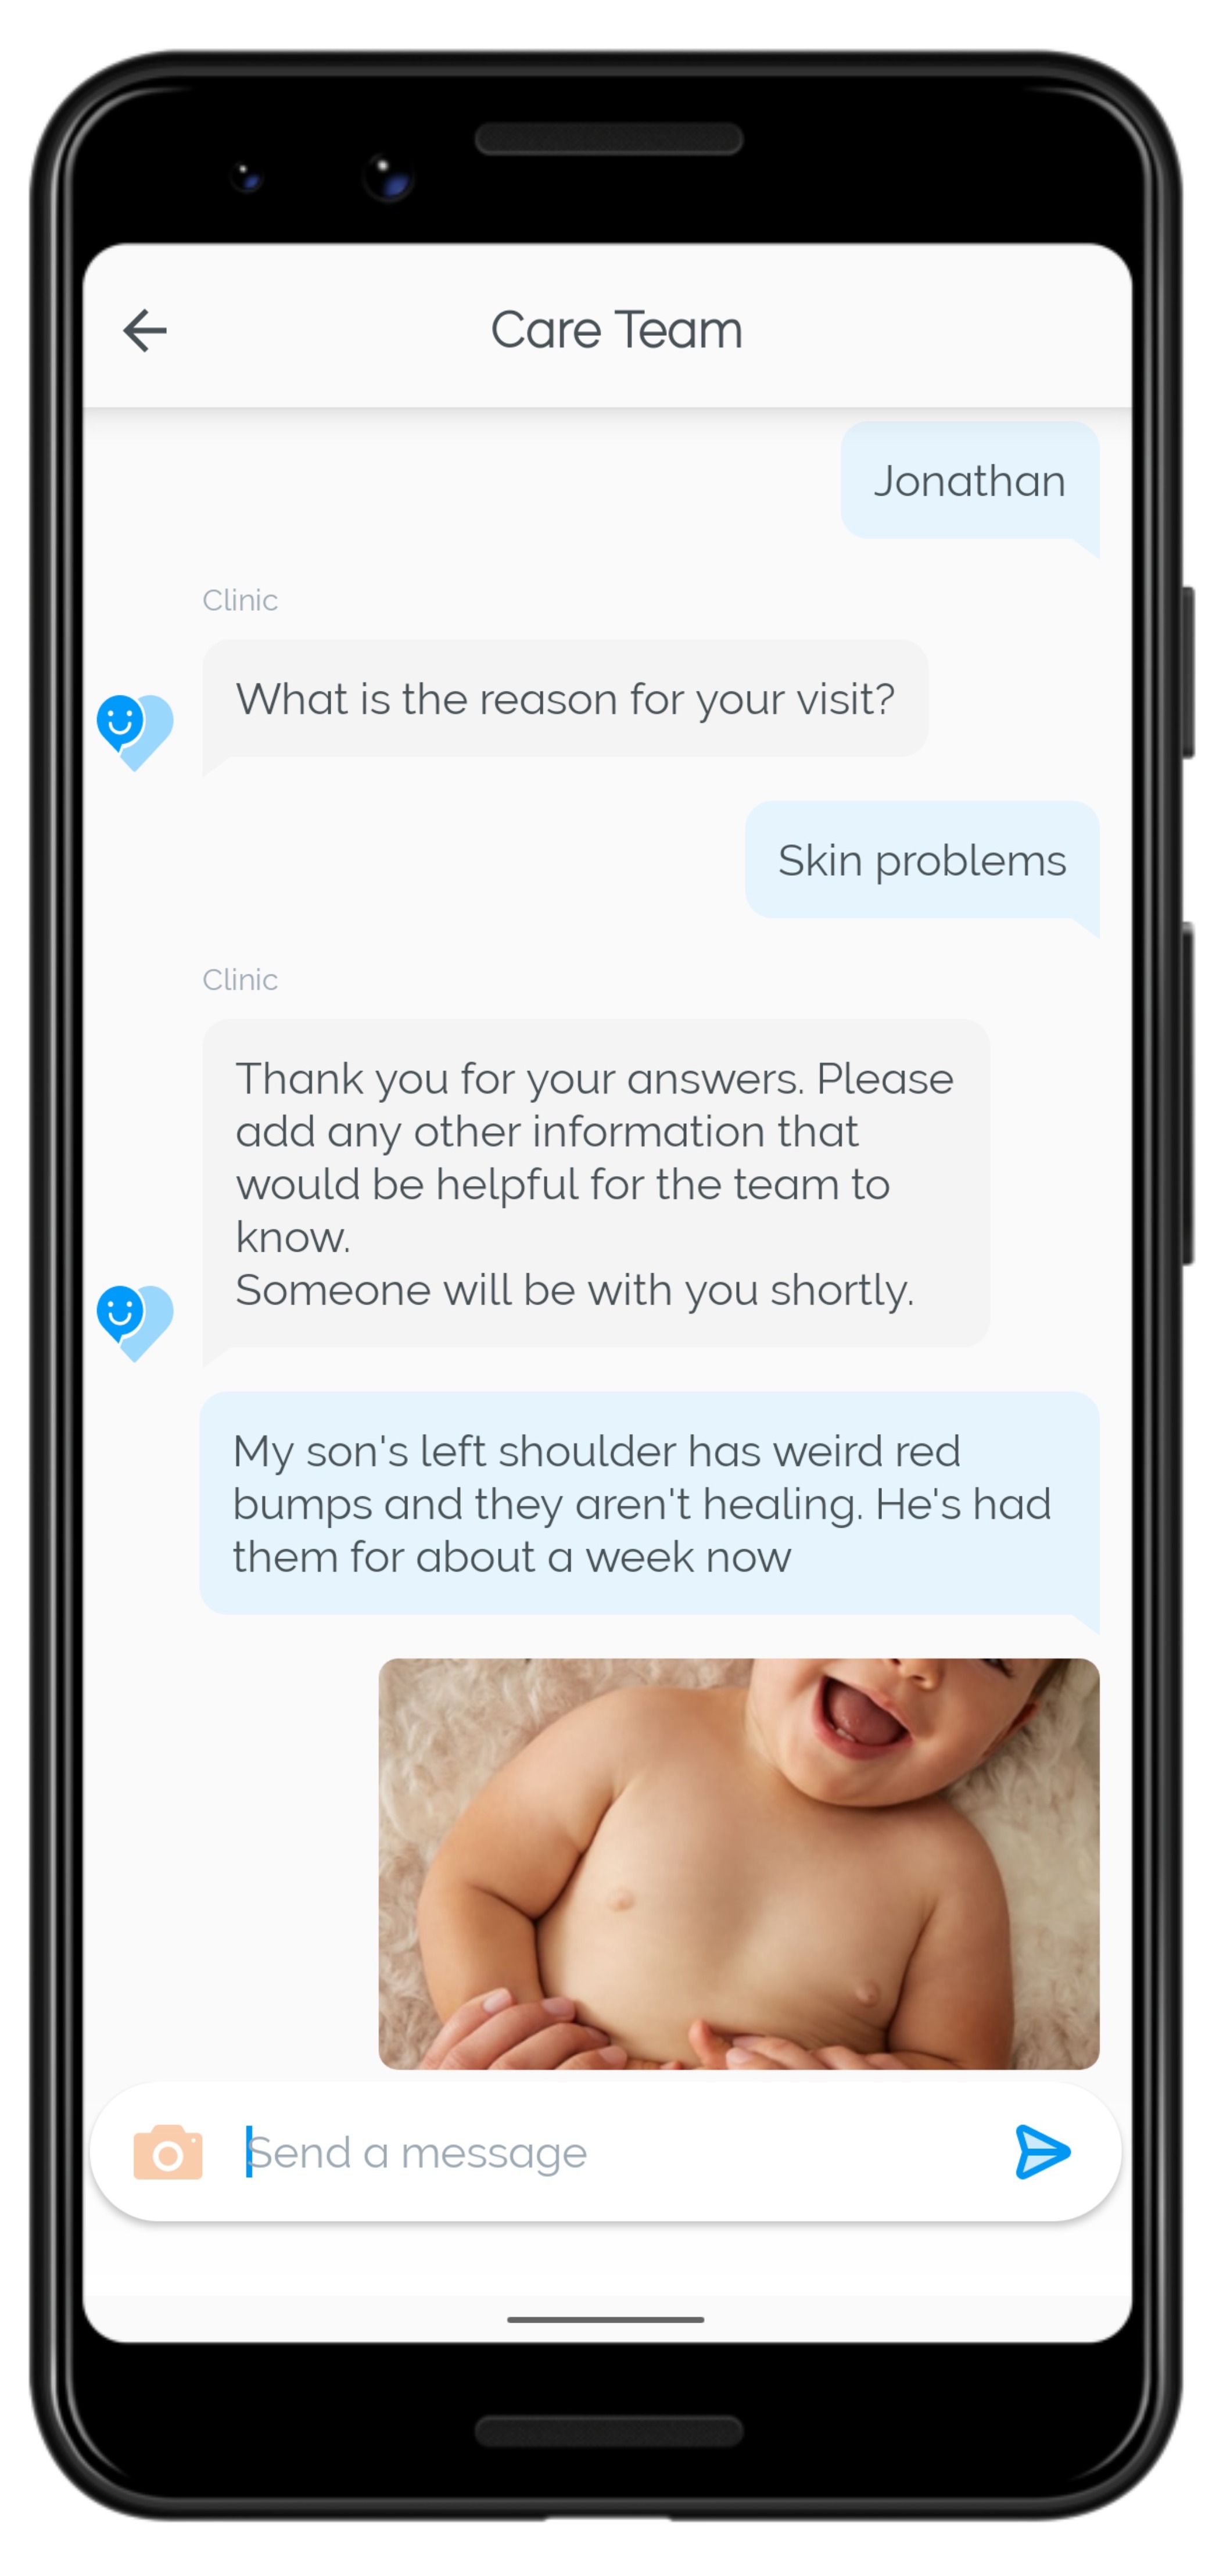 Care Team
Jonathan
Clinic
What is the reason for your visit?
Skin problems
Clinic
Thank you for your answers. Please
add any other information that
would be helpful for the team to
know.
Someone will be with you shortly.
My son's left shoulder has weird red
bumps and they aren't healing. He's had
them for about a week now
Send a message